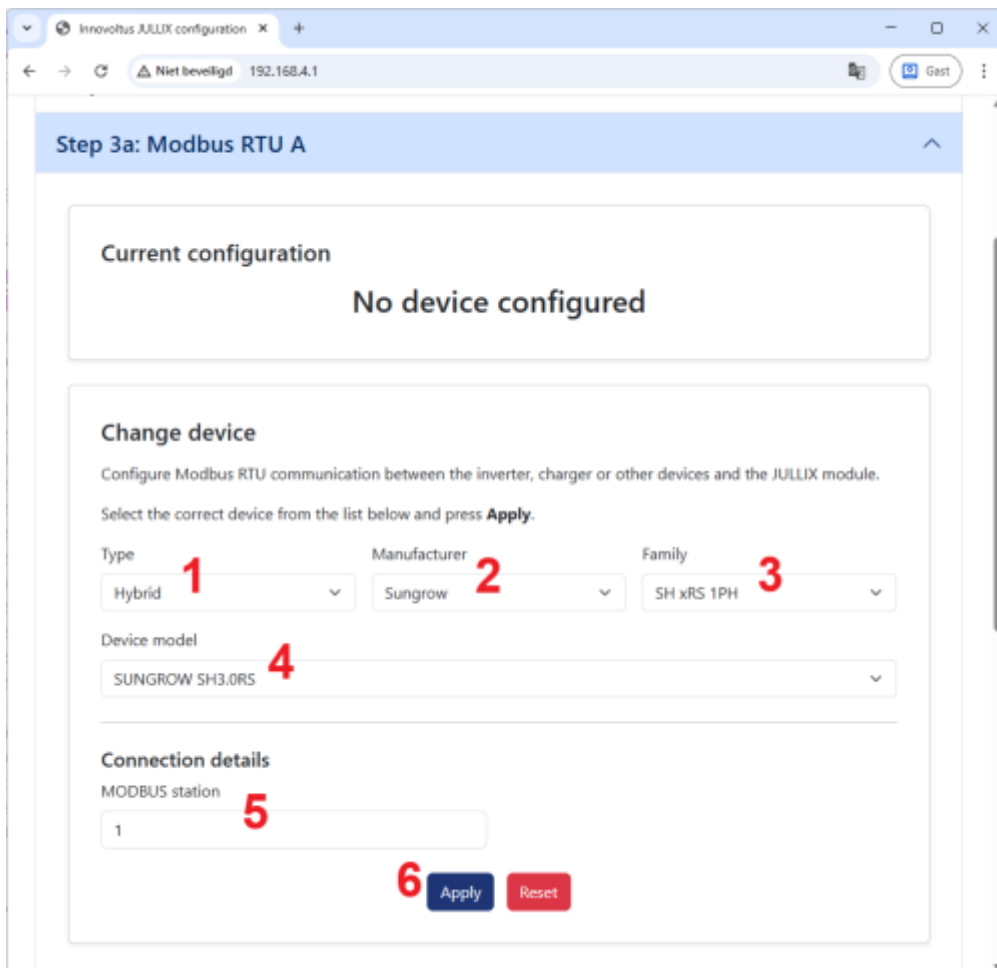 Innovoltus JULLIX configuration
Niet beveiligd 192.168.4.1
Gast
Step 3a: Modbus RTU A
Current configuration
No device configured
Change device
Configure Modbus RTU communication between the inverter, charger or other devices and the JULLIX module.
Select the correct device from the list below and press Apply.
Type Manufacturer Family
1 2 3
Hybrid Sungrow SH xRS 1PH
Device model
4
SUNGROW SH3.0RS
Connection details
MODBUS station
5
1
6 Apply Reset